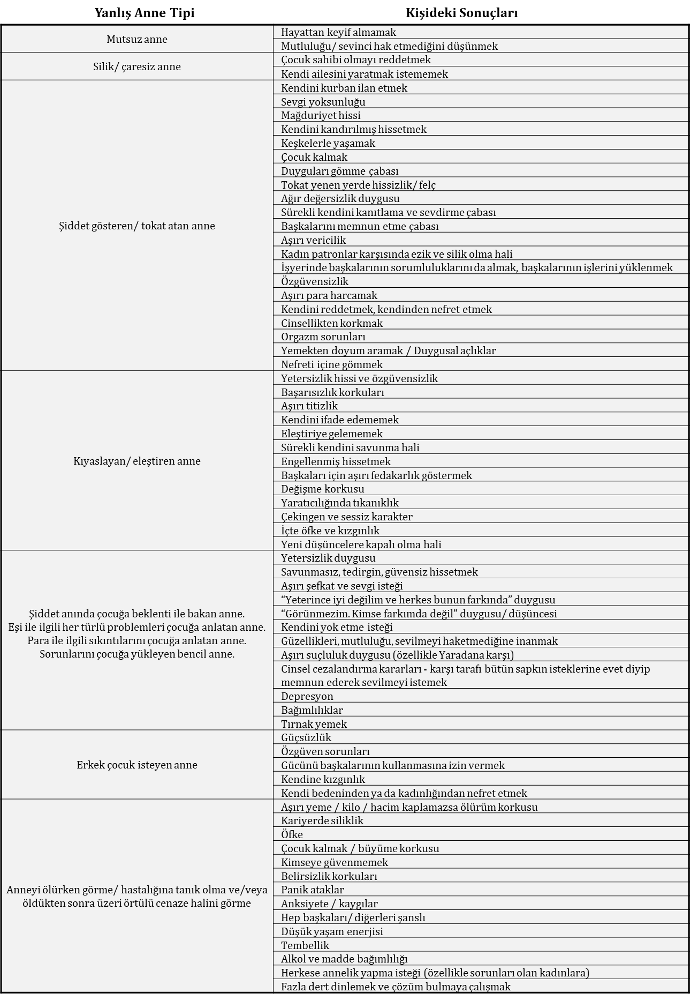 Yanlış Anne Tipi
Kişideki Sonuçları
Mutsuz anne
Hayattan keyif almamak
Mutluluğu/ sevinci hak etmediğini düşünmek
Silik/ çaresiz anne
Çocuk sahibi olmayı reddetmek
Kendi ailesini yaratmak istememek
Şiddet gösteren/ tokat atan anne
Kendini kurban ilan etmek
Sevgi yoksunluğu
Mağduriyet hissi
Kendini kandırılmış hissetmek
Keşkelerle yaşamak
Çocuk kalmak
Duyguları gömme çabası
Tokat yenen yerde hissizlik/ felç
Ağır değersizlik duygusu
Sürekli kendini kanıtlama ve sevdirme çabası
Başkalarını memnun etme çabası
Aşırı vericilik
Kadın patronlar karşısında ezik ve silik olma hali
İşyerinde başkalarının sorumluluklarını da almak, başkalarının işlerini yüklenmek
Özgüvensizlik
Aşırı para harcamak
Kendini reddetmek, kendinden nefret etmek
Cinsellikten korkmak
Orgazm sorunları
Yemekten doyum aramak / Duygusal açlıklar
Nefreti içine gömmek
Kıyaslayan/ eleştiren anne
Yetersizlik hissi ve özgüvensizlik
Başarısızlık korkuları
Aşırı titizlik
Kendini ifade edememek
Eleştiriye gelememek
Sürekli kendini savunma hali
Engellenmiş hissetmek
Başkaları için aşırı fedakarlık göstermek
Değişme korkusu
Yaratıcılığında tıkanıklık
Çekingen ve sessiz karakter
İçte öfke ve kızgınlık
Yeni düşüncelere kapalı olma hali
Şiddet anında çocuğa beklenti ile bakan anne.
Eşi ile ilgili her türlü problemleri çocuğa anlatan anne.
Para ile ilgili sıkıntılarını çocuğa anlatan anne.
Sorunlarını çocuğa yükleyen bencil anne.
Yetersizlik duygusu
Savunmasız, tedirgin, güvensiz hissetmek
Aşırı şefkat ve sevgi isteği
“Yeterince iyi değilim ve herkes bunun farkında” duygusu
“Görünmezim. Kimse farkımda değil” duygusu/ düşüncesi
Kendini yok etme isteği
Güzellikleri, mutluluğu, sevilmeyi haketmediğine inanmak
Aşırı suçluluk duygusu (özellikle Yaradana karşı)
Cinsel cezalandırma kararları - karşı tarafı bütün sapkın isteklerine evet diyip
memnun ederek sevilmeyi istemek
Depresyon
Bağımlılıklar
Tırnak yemek
Erkek çocuk isteyen anne
Güçsüzlük
Özgüven sorunları
Gücünü başkalarının kullanmasına izin vermek
Kendine kızgınlık
Kendi bedeninden ya da kadınlığından nefret etmek
Anneyi ölürken görme/ hastalığına tanık olma ve/veya
öldükten sonra üzeri örtülü cenaze halini görme
Aşırı yeme / kilo / hacim kaplamazsa ölürüm korkusu
Kariyerde siliklik
Öfke
Çocuk kalmak / büyüme korkusu
Kimseye güvenmemek
Belirsizlik korkuları
Panik ataklar
Anksiyete / kaygılar
Hep başkaları/ diğerleri şanslı
Düşük yaşam enerjisi
Tembellik
Alkol ve madde bağımlılığı
Herkese annelik yapma isteği (özellikle sorunları olan kadınlara)
Fazla dert dinlemek ve çözüm bulmaya çalışmak